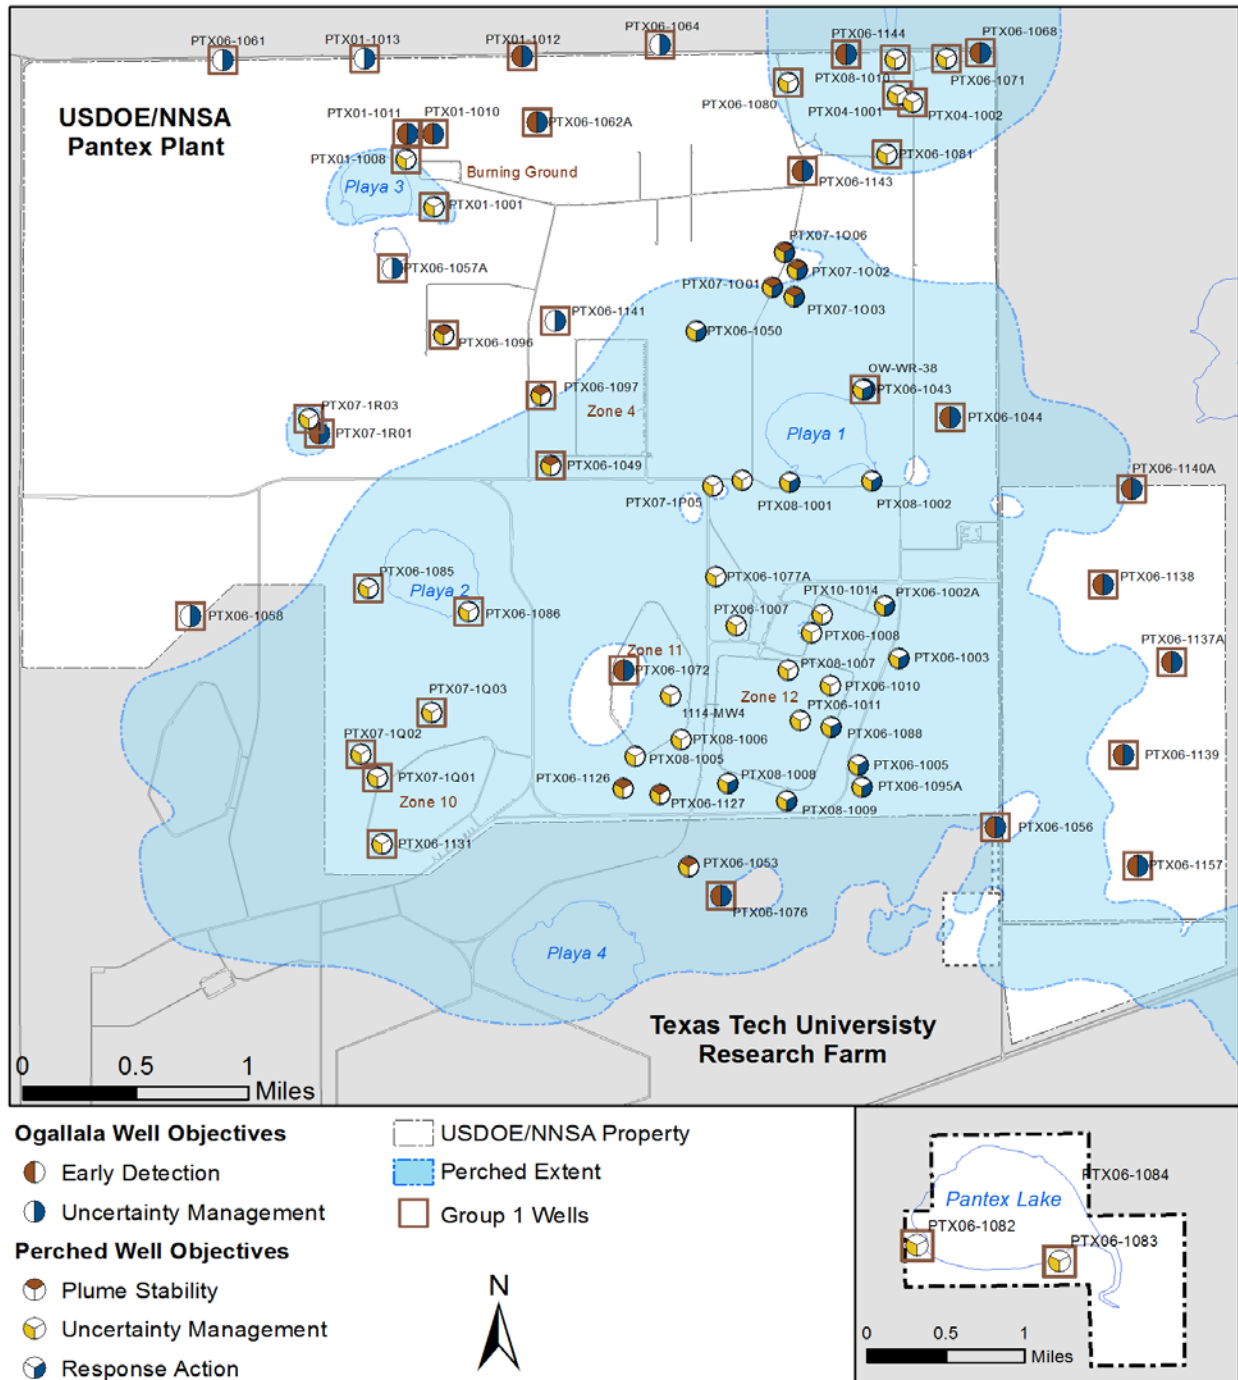 PTX06-1064
PTX06-1061
PTX01-1013
PTX01-1012
PTX06-1144
PTX06-1068
USDOE/NNSA
Pantex Plant
PTX08-1010
PTX06-1071
PTX06-1080
PTX04-1001
PTX04-1002
PTX01-1011
PTX01-1010
PTX06-1062A
PTX01-1008
PTX06-1081
Burning Ground
PTX06-1143
Playa 3
PTX01-1001
PTX07-1O06
PTX06-1057A
PTX07-1O02
PTX07-1O01
PTX07-1O03
PTX06-1141
PTX06-1050
PTX06-1096
OW-WR-38
PTX06-1097
PTX06-1043
Zone 4
PTX07-1R03
PTX06-1044
PTX07-1R01
Playa 1
PTX06-1049
PTX06-1140A
PTX07-1P05
PTX08-1001
PTX08-1002
PTX06-1085
PTX06-1077A
PTX06-1138
Playa 2
PTX10-1014
PTX06-1002A
PTX06-1058
PTX06-1086
PTX06-1007
PTX06-1008
PTX06-1137A
Zone 11
PTX06-1072
PTX08-1007
PTX06-1003
PTX07-1Q03
Zone 12
PTX06-1010
1114-MW4
PTX06-1011
PTX07-1Q02
PTX08-1006
PTX06-1088
PTX06-1139
PTX08-1005
PTX07-1Q01
PTX06-1126
PTX08-1008
PTX06-1005
Zone 10
PTX06-1127
PTX06-1095A
PTX08-1009
PTX06-1056
PTX06-1131
PTX06-1053
PTX06-1157
PTX06-1076
Playa 4
Texas Tech Universisty
Research Farm
0 0.5 1
Miles
Ogallala Well Objectives
Early Detection
Uncertainty Management
Perched Well Objectives
Plume Stability
Uncertainty Management
Response Action
USDOE/NNSA Property
Perched Extent
Group 1 Wells
N
PTX06-1084
Pantex Lake
PTX06-1082
PTX06-1083
0 0.5 1
Miles